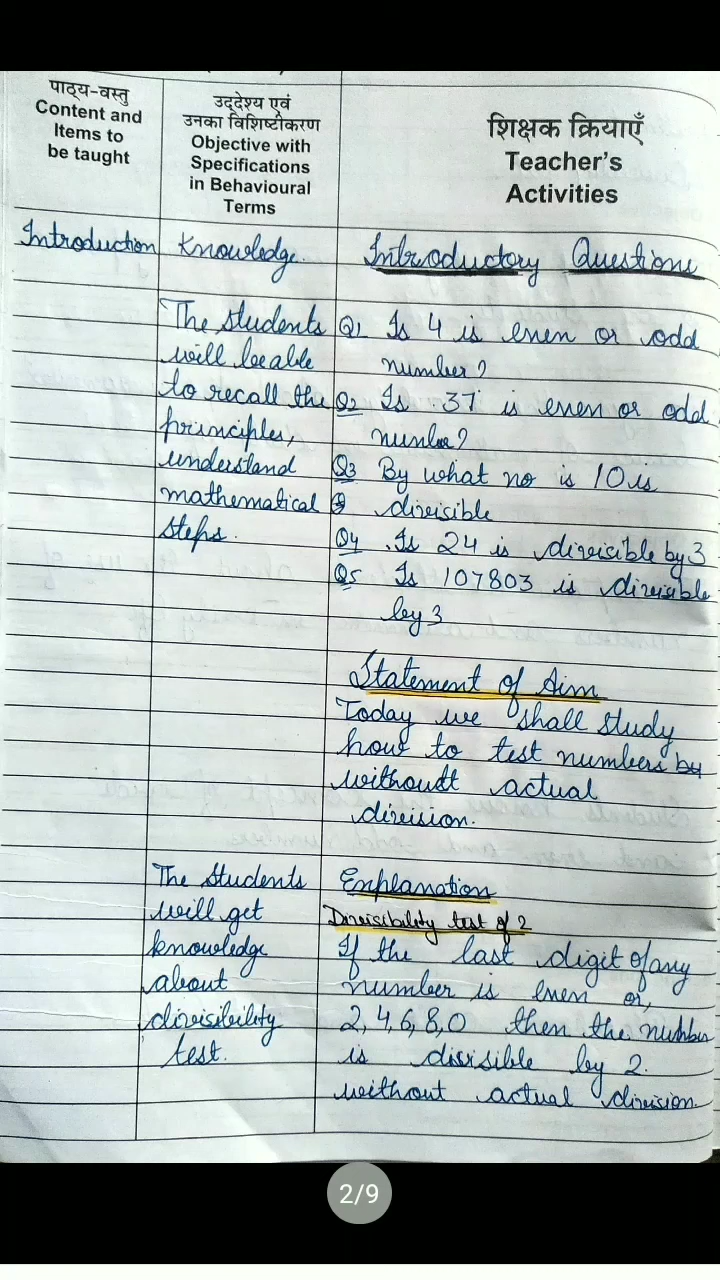 पाठ्य-वस्तु
Content and
Items to
be taught
उद्देश्य एवं
उनका विशिष्टीकरण
Objective with
Specifications
in Behavioural
Terms
शिक्षक क्रियाएँ
Teacher's
Activities
Introduction
Knowledge.
The students
will be able
to recall the
principles,
understand
mathematical
steps.
Introductory Questions
Q1 Is 4 is even or odd
number?
Q2 Is 37 is even or odd
number?
Q3 By what no is 10 is
divisible
Q4 Is 24 is divisible by 3
Q5 Is 107803 is divisible
by 3
Statement of Aim
Today we shall study
how to test numbers by
without actual
division.
The students
will get
knowledge
about
divisibility
test.
Explanation
Divisibility test of 2
If the last digit of any
number is even or,
2,4,6,8,0 then the number
is divisible by 2.
without actual division.
2/9